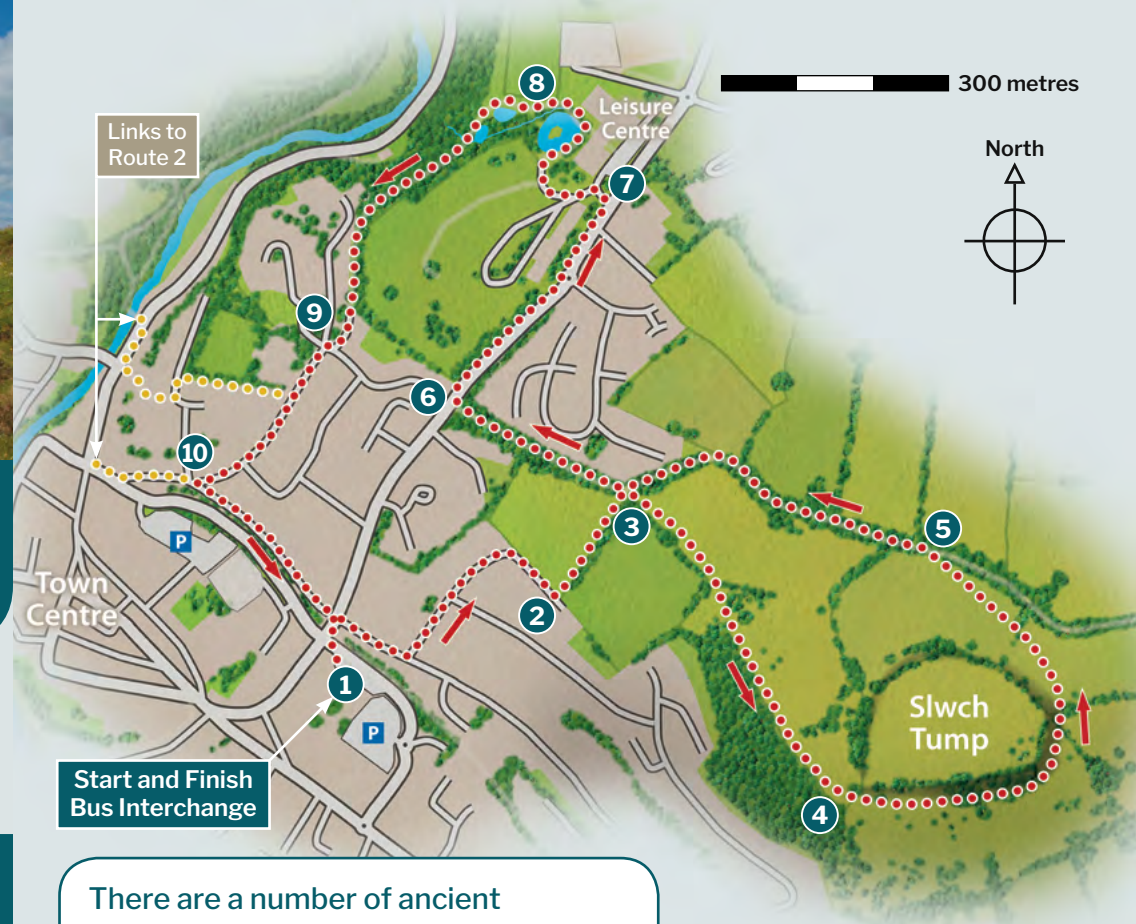 8
300 metres
Leisure
Centre
Links to
Route 2
North
7
9
6
10
3
5
P
Town
Centre
2
1
Slwch
Tump
P
Start and Finish
Bus Interchange
4
There are a number of ancient